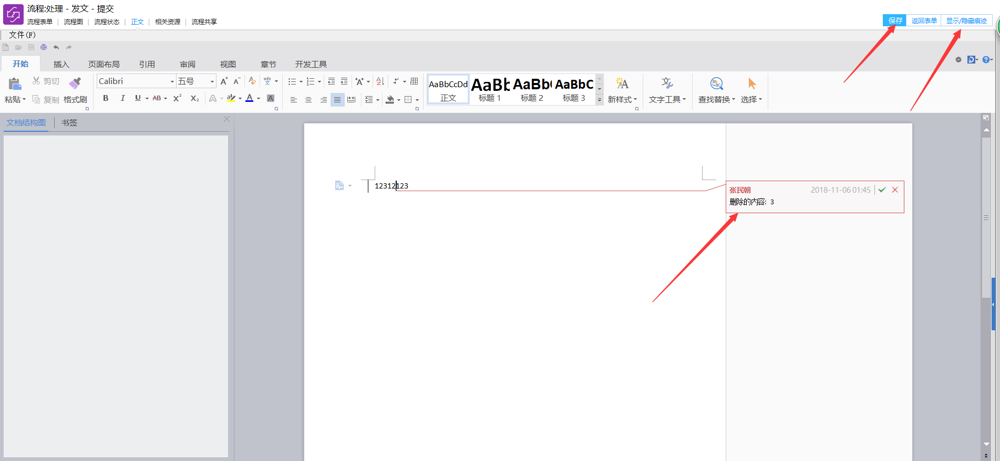 流程:处理 - 发文 - 提交
流程表单 | 流程图 | 流程状态 | 正文 | 相关资源 | 流程共享
保存 返回表单 显示/隐藏痕迹
文件(F)
开始 插入 页面布局 引用 审阅 视图 章节 开发工具
粘贴 剪切 复制 格式刷
Calibri 五号
B I U AB X² X₂ A ab A A
AaBbCcDd AaBb AaBb AaBbC
正文 标题 1 标题 2 标题 3
新样式 文字工具 查找替换 选择
文档结构图 书签
12312123
张民朝 2018-11-06 01:45
删除的内容: 3